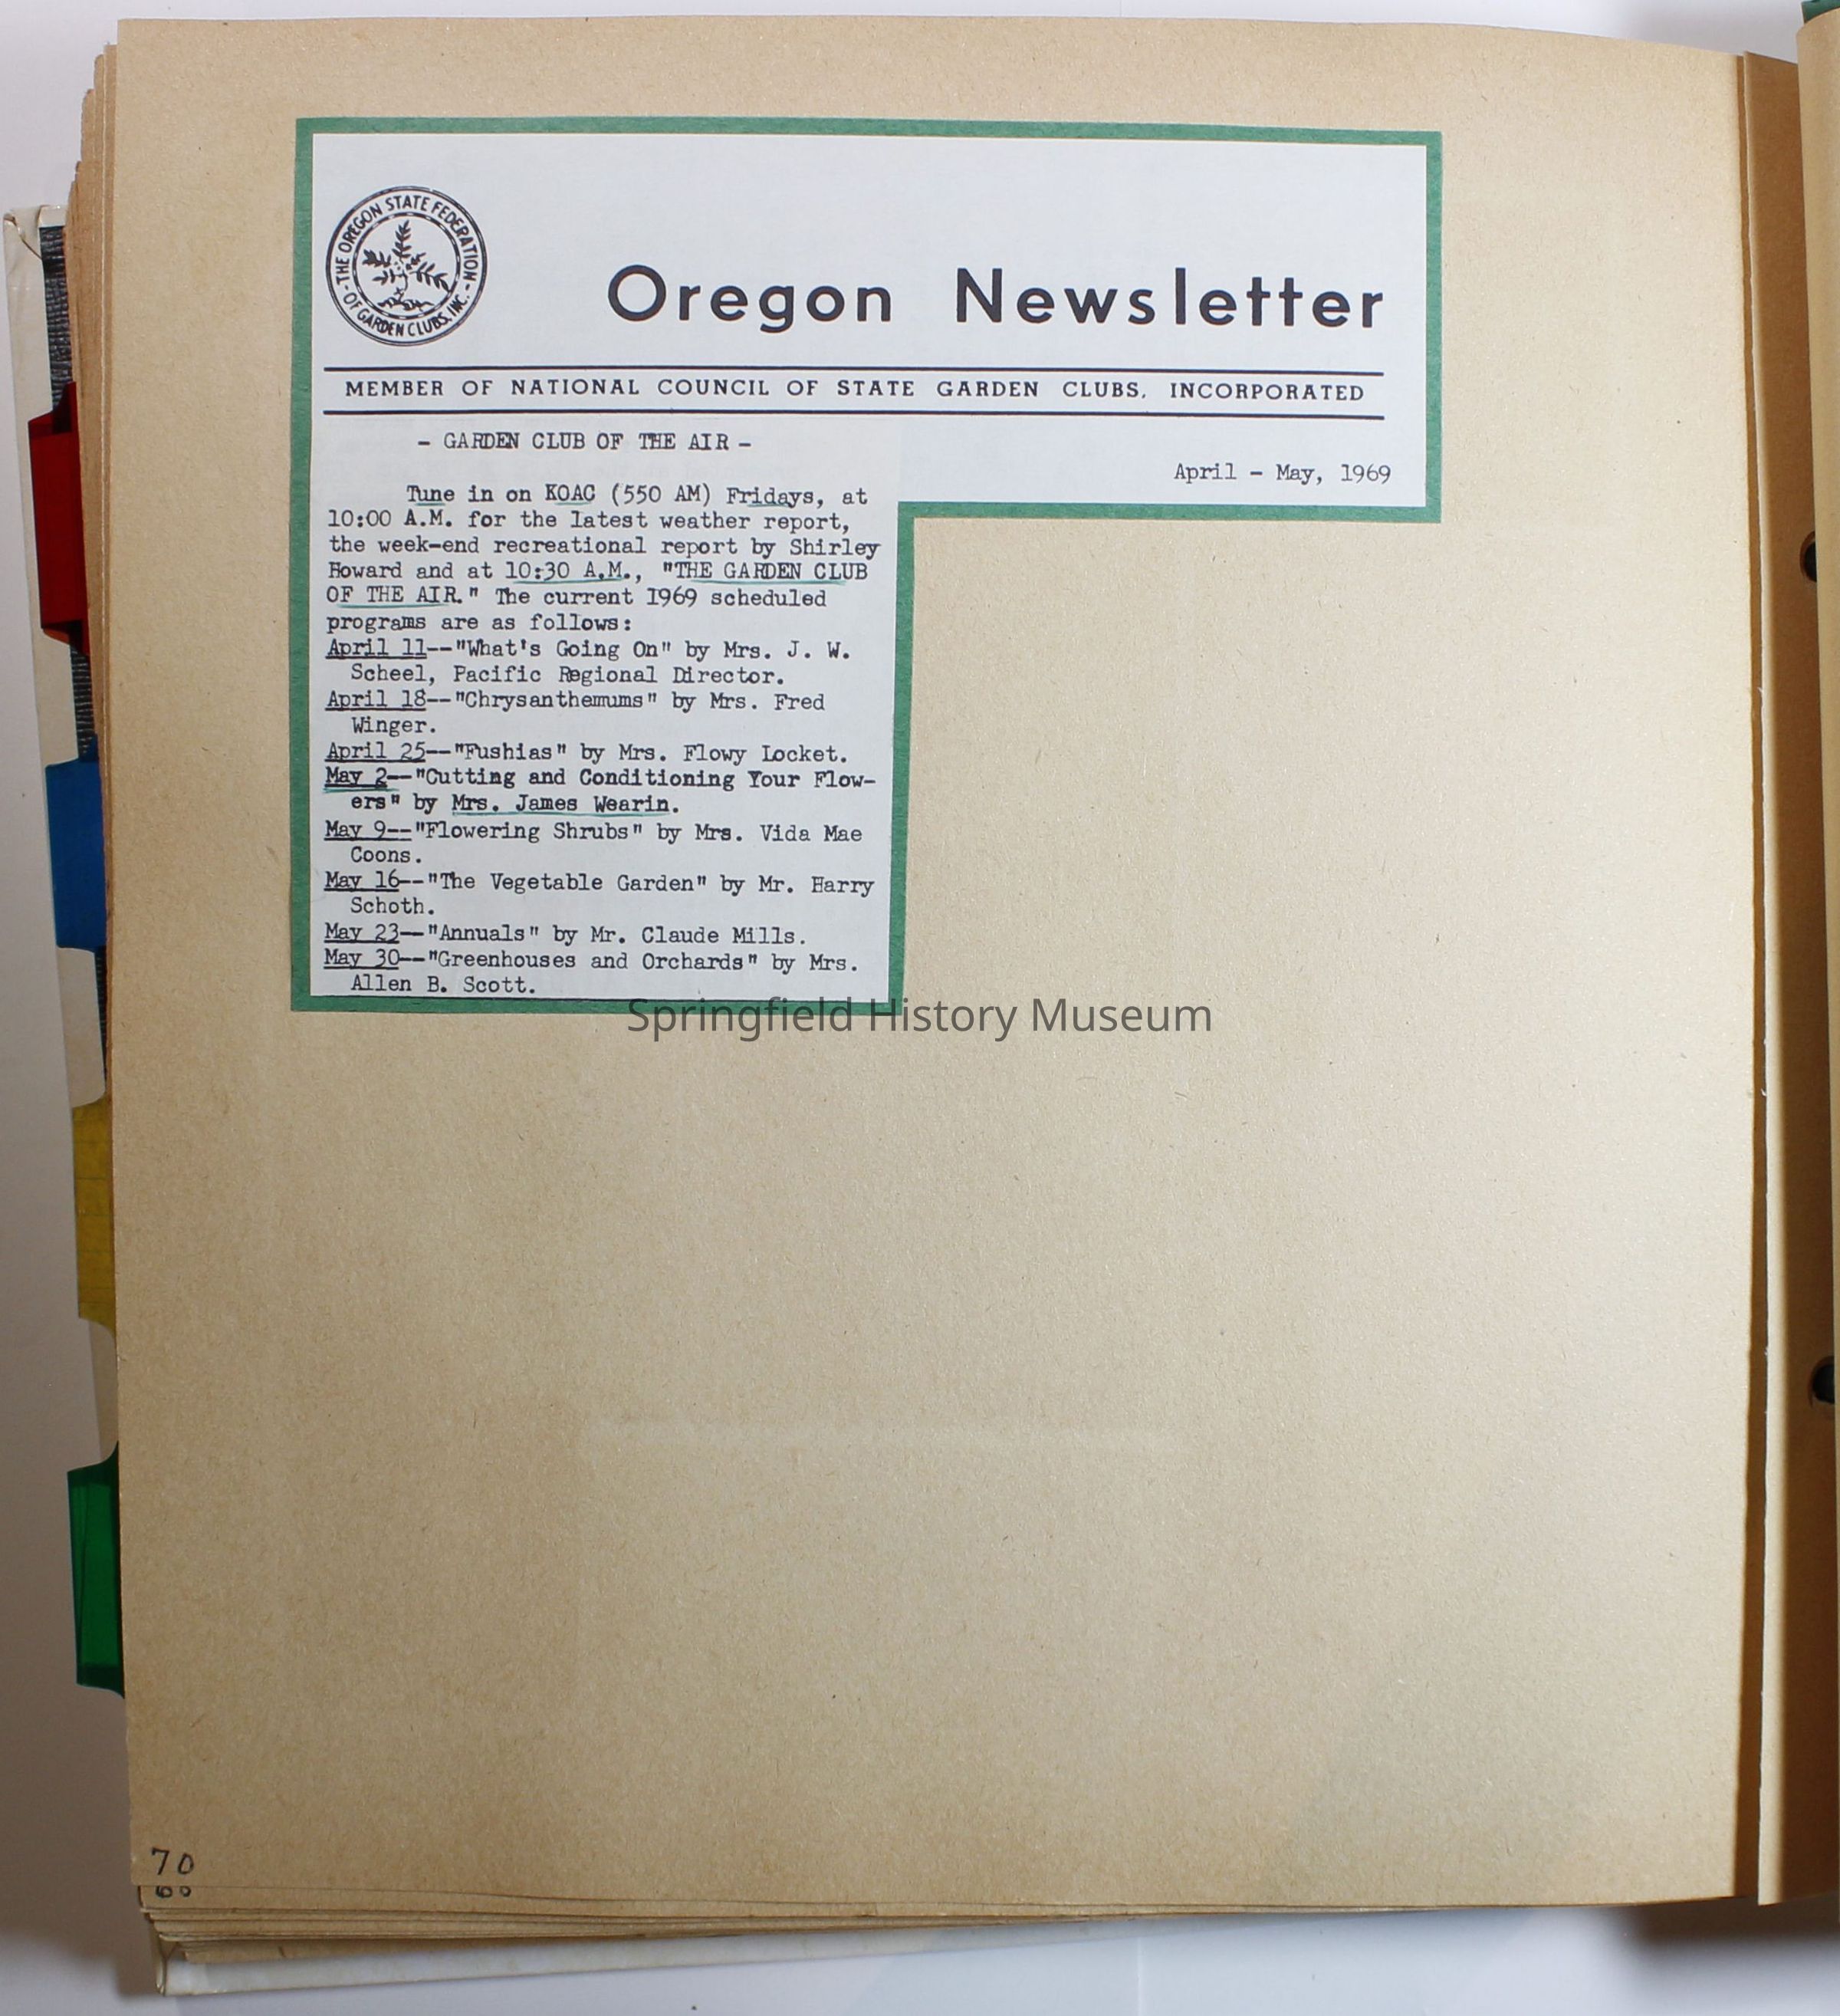 -THE OREGON STATE FEDERATION-
OF GARDEN CLUBS, INC.
Oregon Newsletter
MEMBER OF NATIONAL COUNCIL OF STATE GARDEN CLUBS, INCORPORATED
- GARDEN CLUB OF THE AIR -
April - May, 1969
Tune in on KOAC (550 AM) Fridays, at
10:00 A.M. for the latest weather report,
the week-end recreational report by Shirley
Howard and at 10:30 A.M., "THE GARDEN CLUB
OF THE AIR." The current 1969 scheduled
programs are as follows:
April 11--"What's Going On" by Mrs. J. W.
Scheel, Pacific Regional Director.
April 18--"Chrysanthemums" by Mrs. Fred
Winger.
April 25--"Fushias" by Mrs. Flowy Locket.
May 2--"Cutting and Conditioning Your Flow-
ers" by Mrs. James Wearin.
May 9--"Flowering Shrubs" by Mrs. Vida Mae
Coons.
May 16--"The Vegetable Garden" by Mr. Harry
Schoth.
May 23--"Annuals" by Mr. Claude Mills.
May 30--"Greenhouses and Orchards" by Mrs.
Allen B. Scott.
Springfield History Museum
70